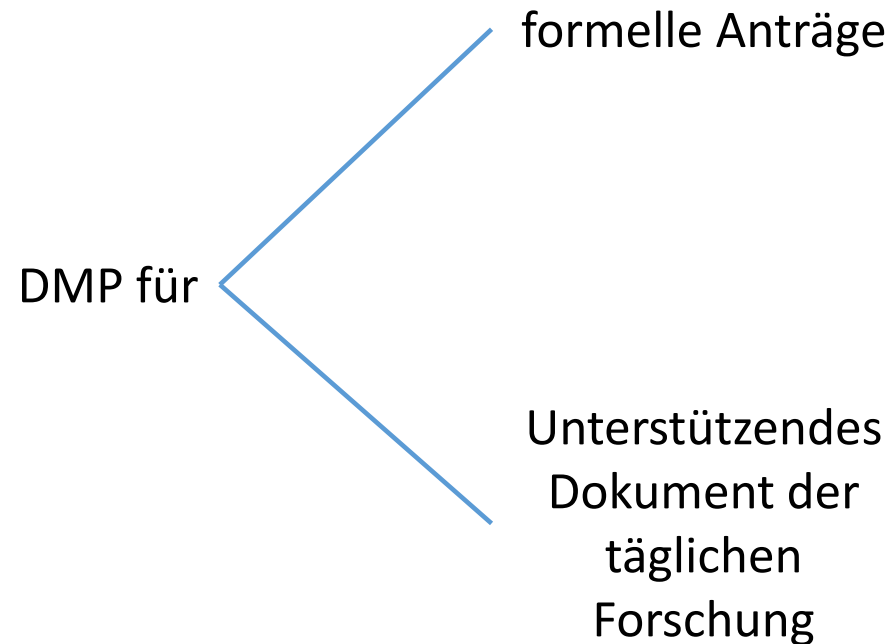 formelle Anträge
DMP für
Unterstützendes
Dokument der
täglichen
Forschung